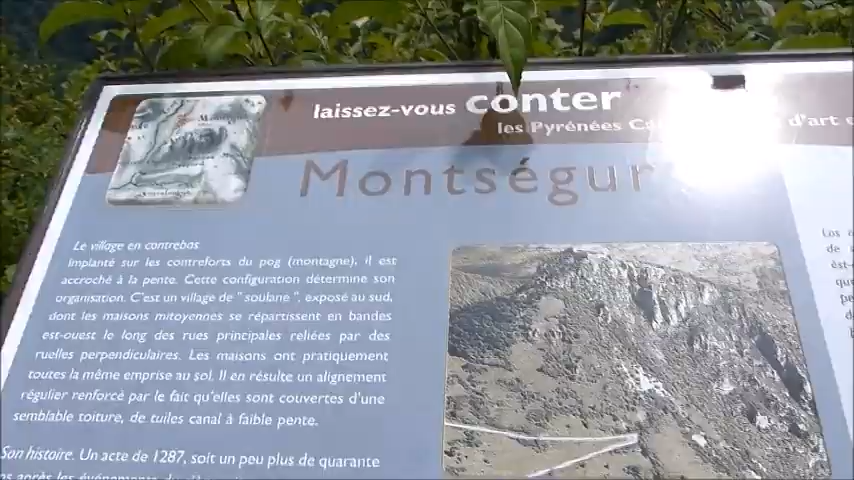 laissez-vous conter
les Pyrénées d'art
Montségur
Le village en contrebas
Implanté sur les contreforts du pog (montagne), il est
accroché à la pente. Cette configuration détermine son
organisation. C'est un village de "soulane", exposé au sud,
dont les maisons mitoyennes se répartissent en bandes
est-ouest le long des rues principales reliées par des
ruelles perpendiculaires. Les maisons ont pratiquement
toutes la même emprise au sol. Il en résulte un alignement
régulier renforcé par le fait qu'elles sont couvertes d'une
semblable toiture, de tuiles canal à faible pente.
Son histoire. Un acte de 1287, soit un peu plus de quarante